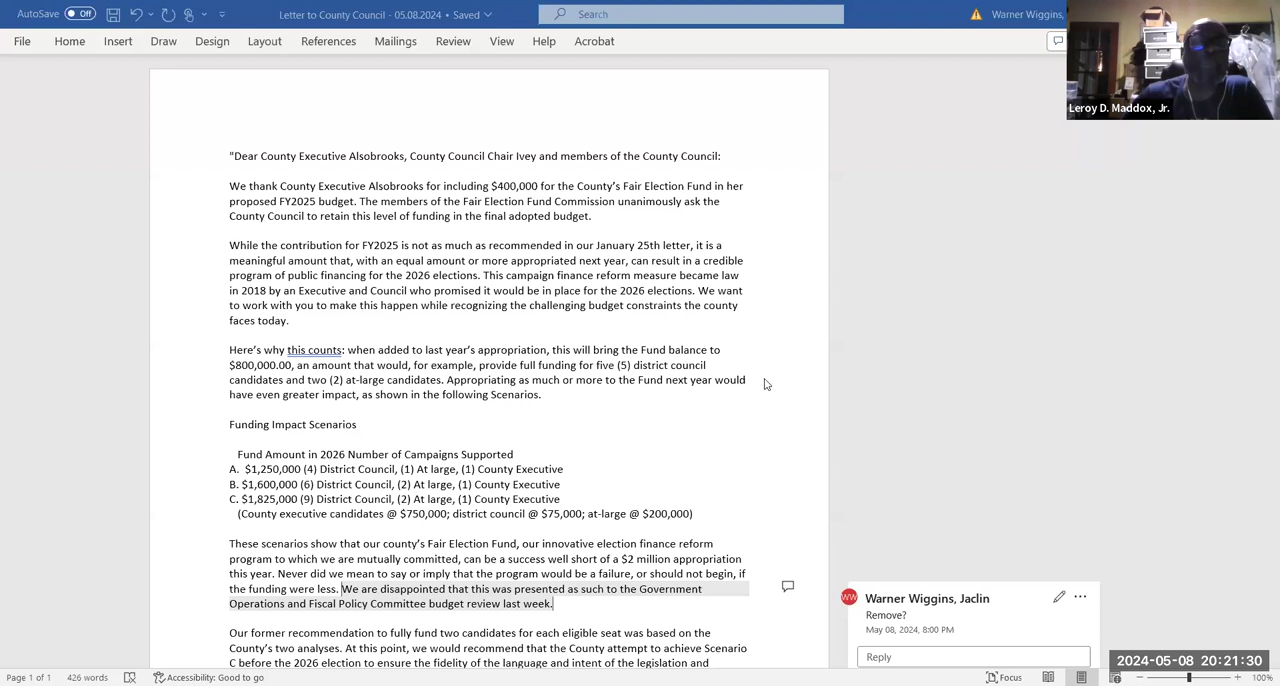 AutoSave Off Letter to County Council - 05.08.2024 • Saved Search Warner Wiggins,
File Home Insert Draw Design Layout References Mailings Review View Help Acrobat
Leroy D. Maddox, Jr.
"Dear County Executive Alsobrooks, County Council Chair Ivey and members of the County Council:
We thank County Executive Alsobrooks for including $400,000 for the County's Fair Election Fund in her
proposed FY2025 budget. The members of the Fair Election Fund Commission unanimously ask the
County Council to retain this level of funding in the final adopted budget.
While the contribution for FY2025 is not as much as recommended in our January 25th letter, it is a
meaningful amount that, with an equal amount or more appropriated next year, can result in a credible
program of public financing for the 2026 elections. This campaign finance reform measure became law
in 2018 by an Executive and Council who promised it would be in place for the 2026 elections. We want
to work with you to make this happen while recognizing the challenging budget constraints the county
faces today.
Here's why this counts: when added to last year's appropriation, this will bring the Fund balance to
$800,000.00, an amount that would, for example, provide full funding for five (5) district council
candidates and two (2) at-large candidates. Appropriating as much or more to the Fund next year would
have even greater impact, as shown in the following Scenarios.
Funding Impact Scenarios
Fund Amount in 2026 Number of Campaigns Supported
A. $1,250,000 (4) District Council, (1) At large, (1) County Executive
B. $1,600,000 (6) District Council, (2) At large, (1) County Executive
C. $1,825,000 (9) District Council, (2) At large, (1) County Executive
(County executive candidates @ $750,000; district council @ $75,000; at-large @ $200,000)
These scenarios show that our county's Fair Election Fund, our innovative election finance reform
program to which we are mutually committed, can be a success well short of a $2 million appropriation
this year. Never did we mean to say or imply that the program would be a failure, or should not begin, if
the funding were less. We are disappointed that this was presented as such to the Government
Operations and Fiscal Policy Committee budget review last week.
Our former recommendation to fully fund two candidates for each eligible seat was based on the
County's two analyses. At this point, we would recommend that the County attempt to achieve Scenario
C before the 2026 election to ensure the fidelity of the language and intent of the legislation and
WW Warner Wiggins, Jaclin
Remove?
May 08, 2024, 8:00 PM
Reply
2024-05-08 20:21:30
Page 1 of 1 426 words Accessibility: Good to go Focus 100%